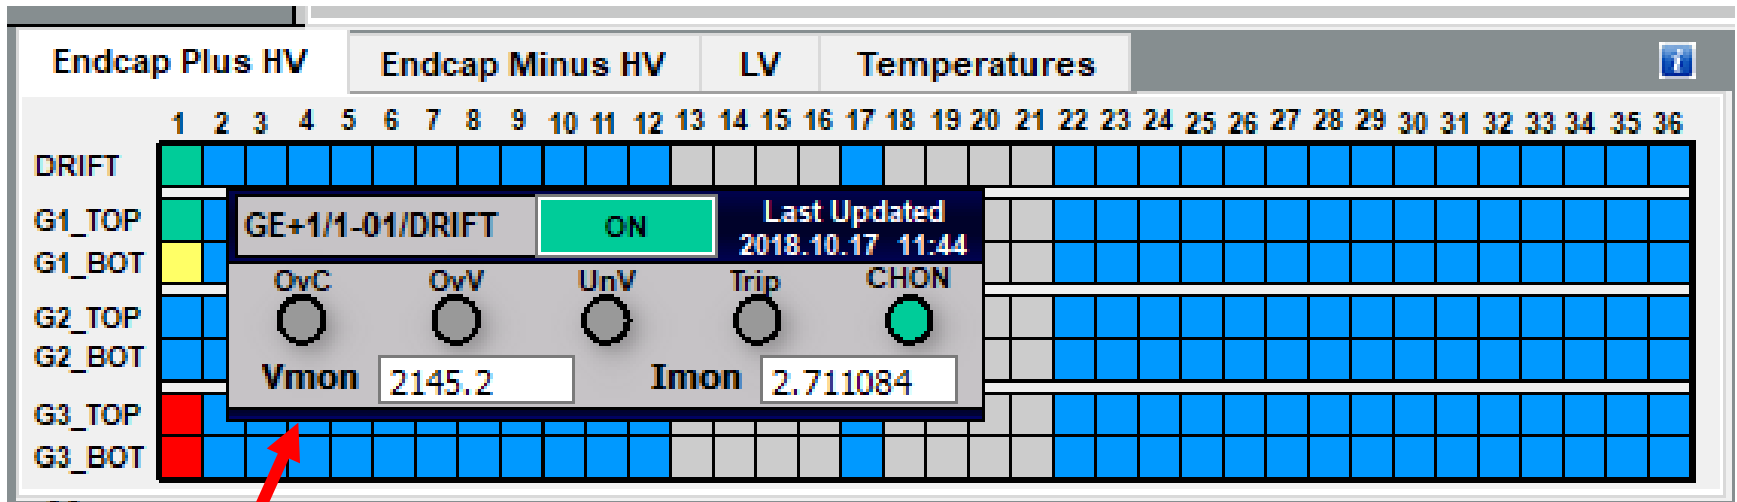 Endcap Plus HV Endcap Minus HV LV Temperatures i
1 2 3 4 5 6 7 8 9 10 11 12 13 14 15 16 17 18 19 20 21 22 23 24 25 26 27 28 29 30 31 32 33 34 35 36
DRIFT
G1_TOP
G1_BOT
G2_TOP
G2_BOT
G3_TOP
G3_BOT
GE+1/1-01/DRIFT ON Last Updated
2018.10.17 11:44
OvC OvV UnV Trip CHON
Vmon 2145.2 Imon 2.711084